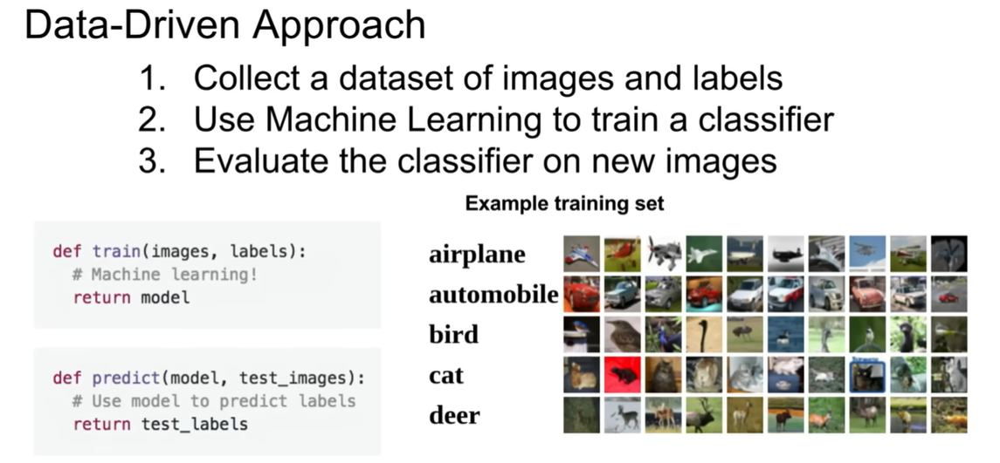 Data-Driven Approach
1. Collect a dataset of images and labels
2. Use Machine Learning to train a classifier
3. Evaluate the classifier on new images
Example training set
def train(images, labels):
# Machine learning!
return model
def predict(model, test_images):
# Use model to predict labels
return test_labels
airplane
automobile
bird
cat
deer